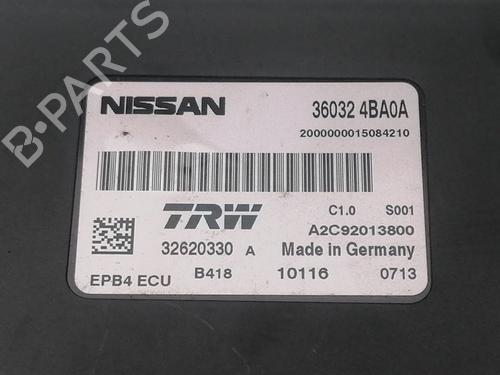 NISSAN 36032 4BA0A
2000000015084210
TRW C1.0 S001
A2C92013800
32620330 A Made in Germany
EPB4 ECU B418 10116 0713
B-PARTS